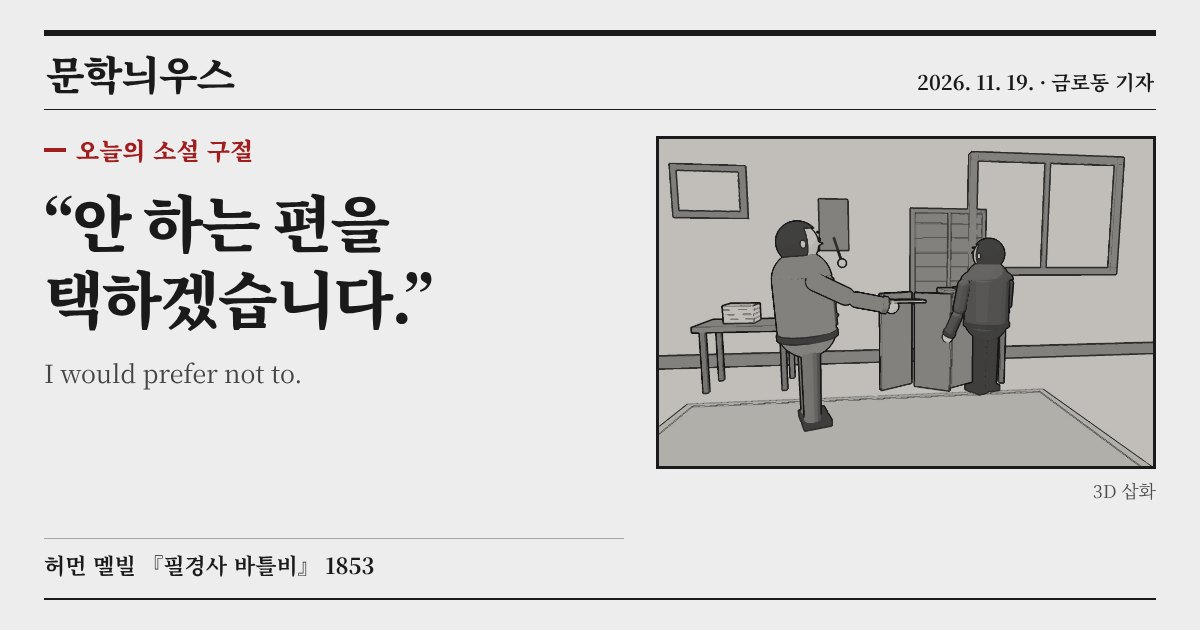 문학늬우스
2026. 11. 19. · 금로동 기자
오늘의 소설 구절
“안 하는 편을
택하겠습니다.”
I would prefer not to.
3D 삽화
허먼 멜빌 『필경사 바틀비』 1853